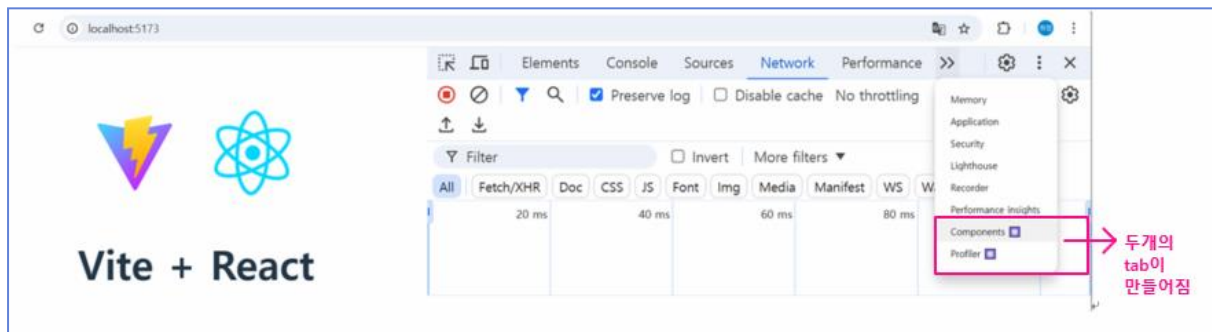 localhost:5173
Elements Console Sources Network Performance
Preserve log Disable cache No throttling
Filter Invert More filters ▼
All Fetch/XHR Doc CSS JS Font Img Media Manifest WS
20 ms 40 ms 60 ms 80 ms
Memory
Application
Security
Lighthouse
Recorder
Performance insights
Components
Profiler
Vite + React
두개의
tab이
만들어짐